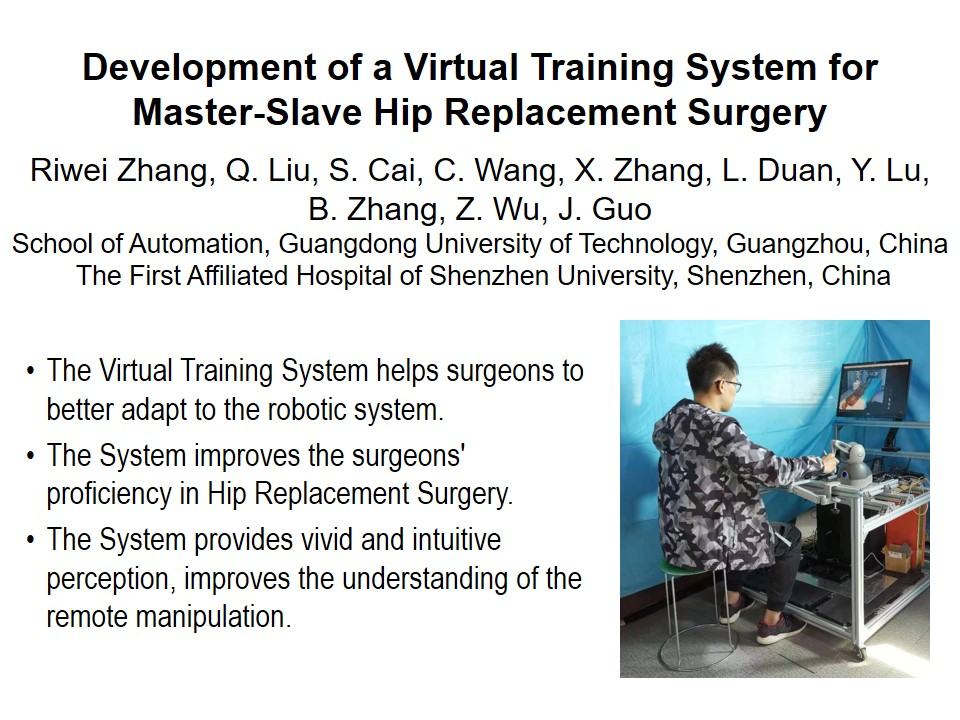 Development of a Virtual Training System for
Master-Slave Hip Replacement Surgery
Riwei Zhang, Q. Liu, S. Cai, C. Wang, X. Zhang, L. Duan, Y. Lu,
B. Zhang, Z. Wu, J. Guo
School of Automation, Guangdong University of Technology, Guangzhou, China
The First Affiliated Hospital of Shenzhen University, Shenzhen, China
• The Virtual Training System helps surgeons to
better adapt to the robotic system.
• The System improves the surgeons'
proficiency in Hip Replacement Surgery.
• The System provides vivid and intuitive
perception, improves the understanding of the
remote manipulation.